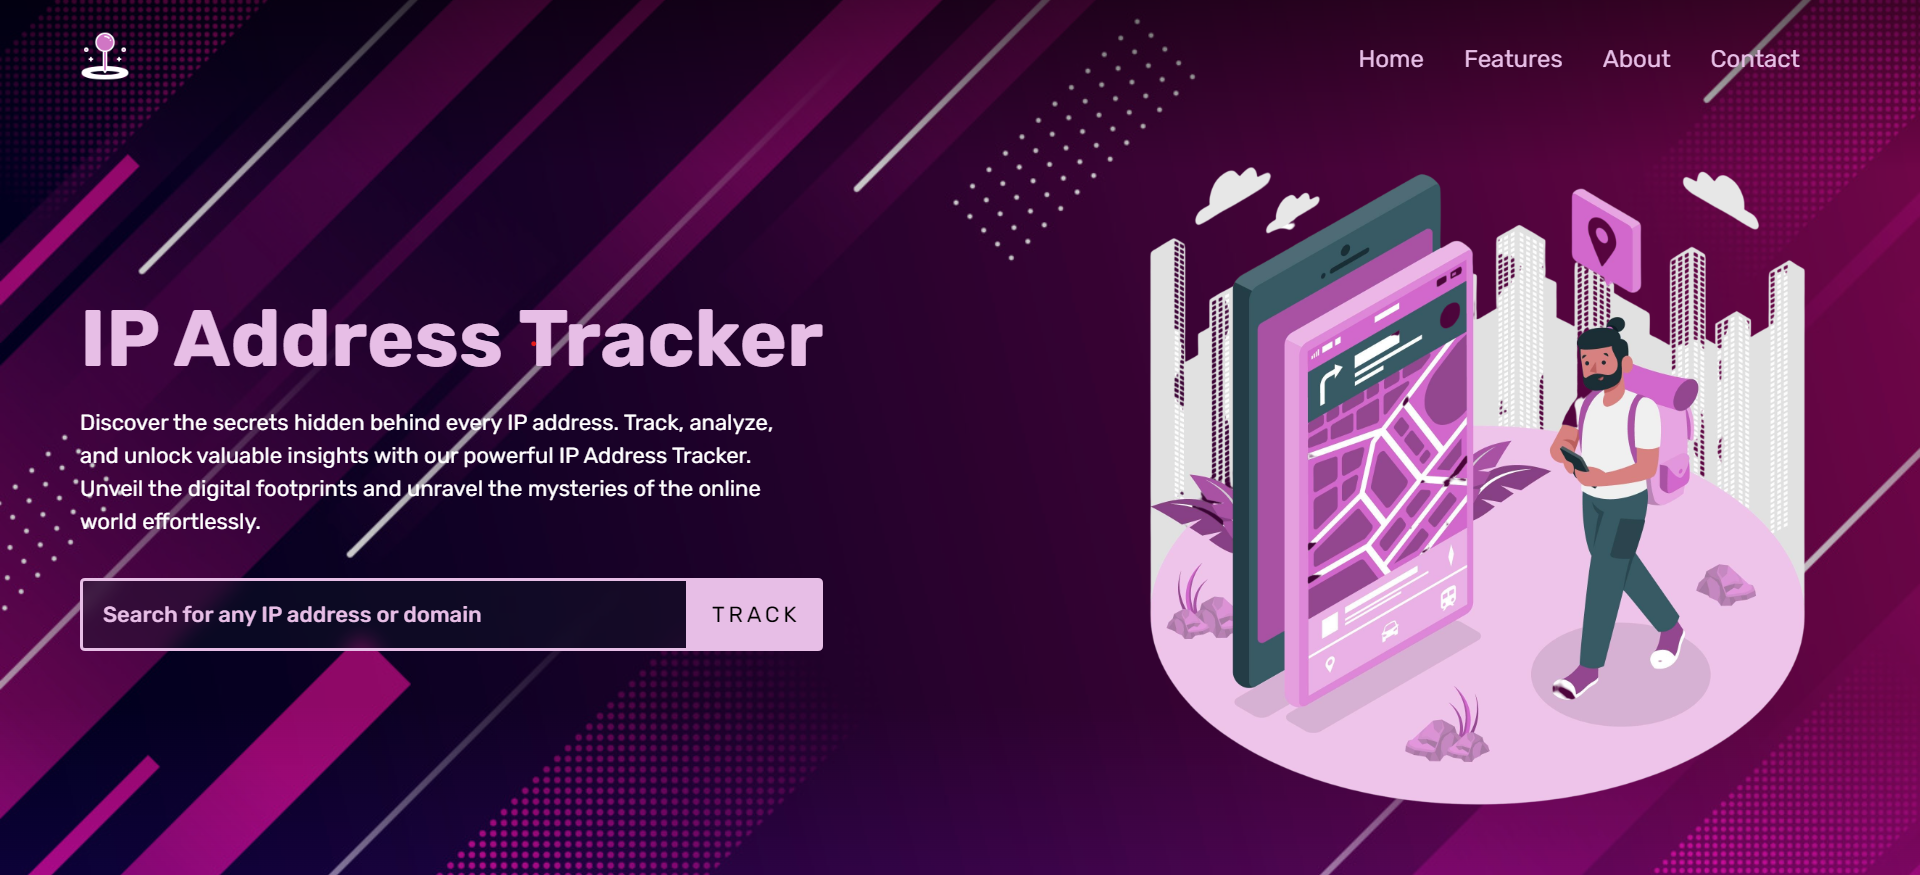 Home Features About Contact
IP Address Tracker
Discover the secrets hidden behind every IP address. Track, analyze,
and unlock valuable insights with our powerful IP Address Tracker.
Unveil the digital footprints and unravel the mysteries of the online
world effortlessly.
Search for any IP address or domain TRACK